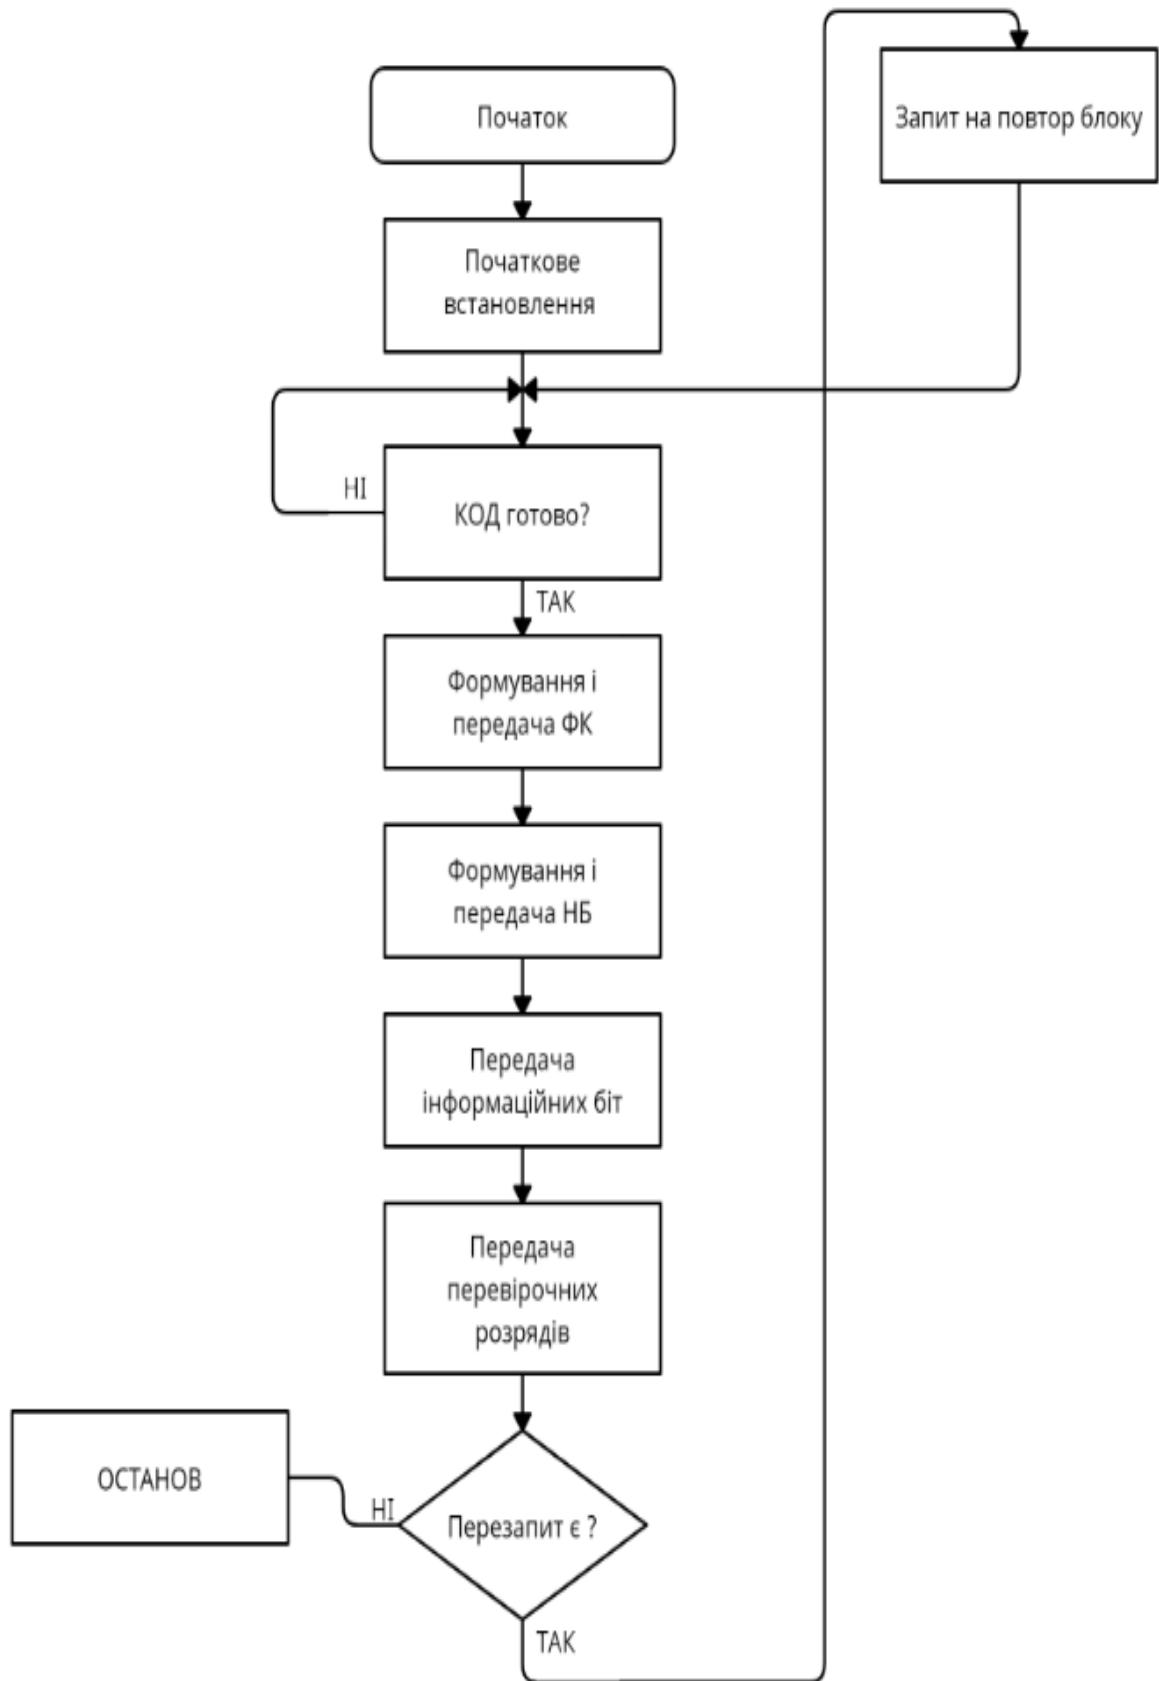 Початок
Запит на повтор блоку
Початкове
встановлення
НІ
КОД готово?
ТАК
Формування і
передача ФК
Формування і
передача НБ
Передача
інформаційних біт
Передача
перевірочних
розрядів
ОСТАНОВ
НІ
Перезапит є ?
ТАК